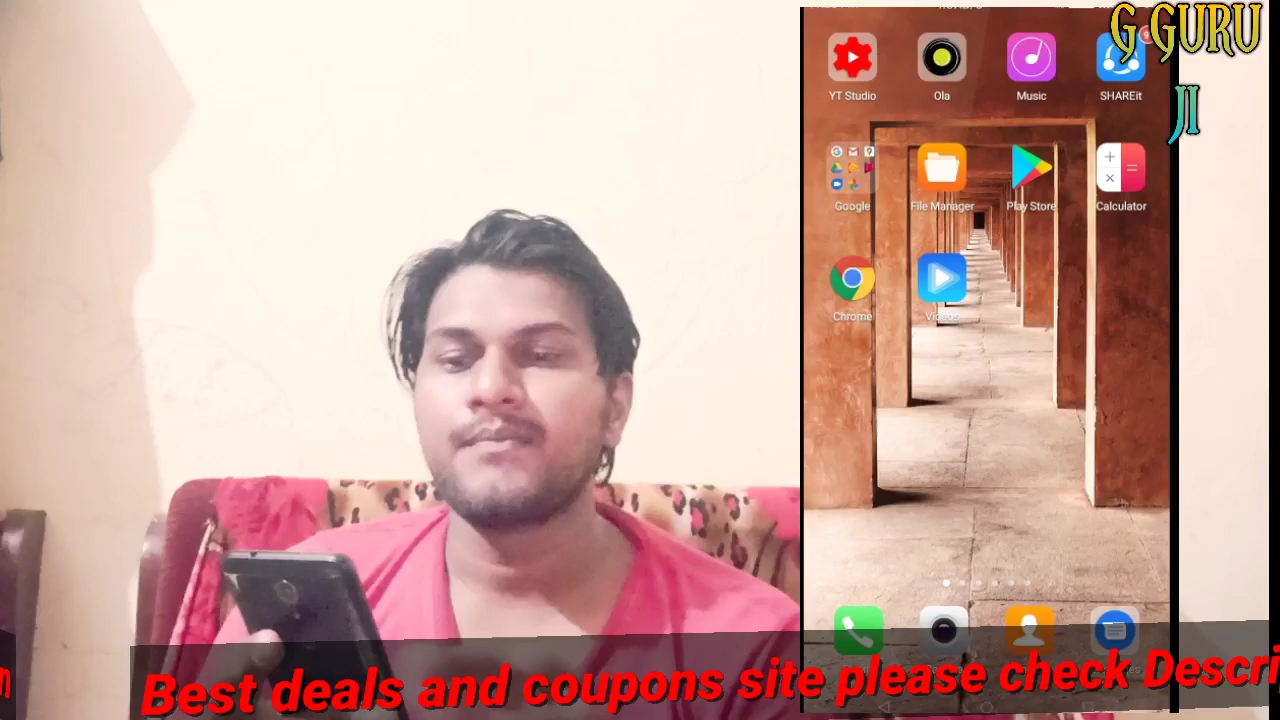 G GURU
JI
YT Studio
Ola
Music
SHAREit
Google
File Manager
Play Store
Calculator
Chrome
Videos
Best deals and coupons site please check Descri